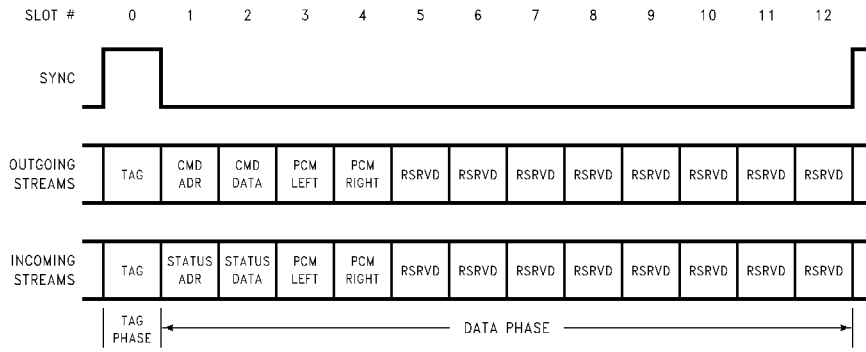 SLOT # 0 1 2 3 4 5 6 7 8 9 10 11 12
SYNC
OUTGOING STREAMS TAG CMD ADR CMD DATA PCM LEFT PCM RIGHT RSRVD RSRVD RSRVD RSRVD RSRVD RSRVD RSRVD RSRVD
INCOMING STREAMS TAG STATUS ADR STATUS DATA PCM LEFT PCM RIGHT RSRVD RSRVD RSRVD RSRVD RSRVD RSRVD RSRVD RSRVD
TAG PHASE DATA PHASE